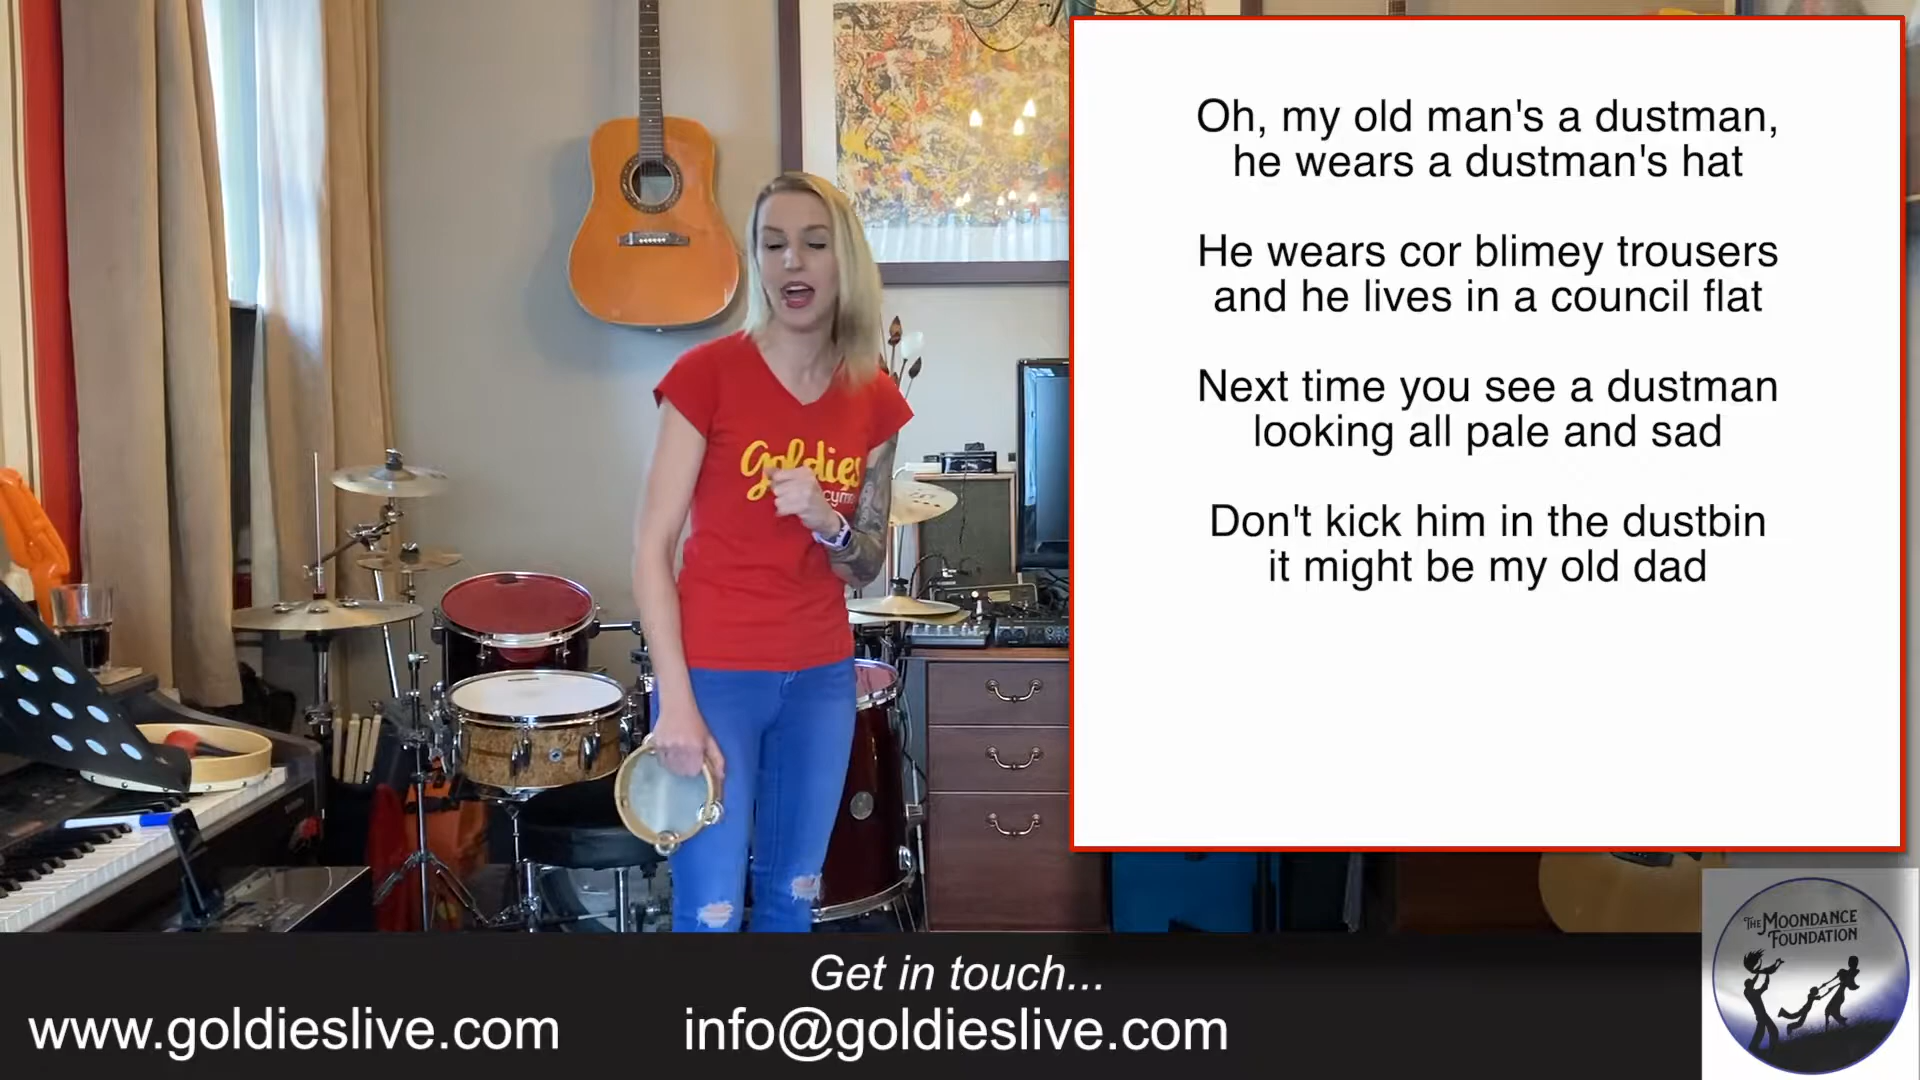 Oh, my old man's a dustman,
he wears a dustman's hat
He wears cor blimey trousers
and he lives in a council flat
Next time you see a dustman
looking all pale and sad
Don't kick him in the dustbin
it might be my old dad
Goldies
cym
Get in touch...
www.goldieslive.com
info@goldieslive.com
THE MOONDANCE
FOUNDATION